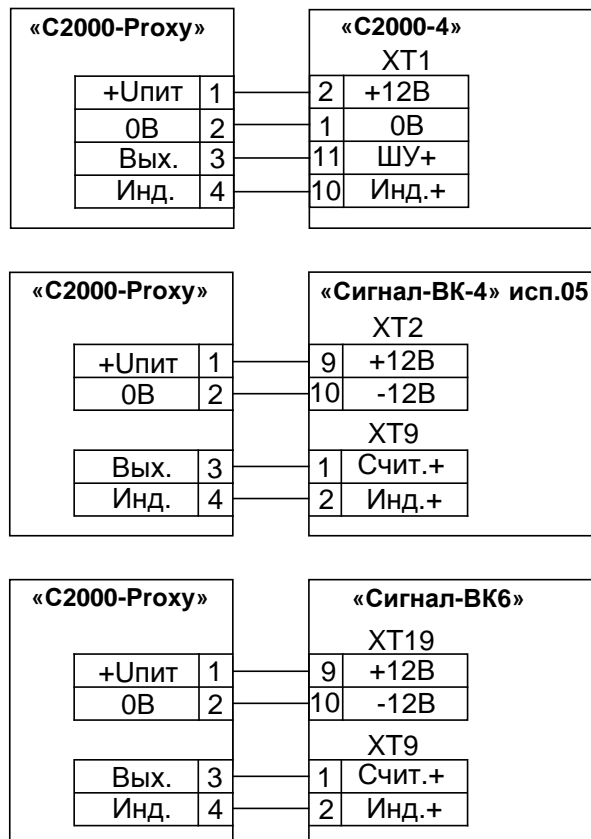 «С2000-Proxy» «С2000-4»
XT1
+Uпит 1 2 +12В
0В 2 1 0В
Вых. 3 11 ШУ+
Инд. 4 10 Инд.+
«С2000-Proxy» «Сигнал-ВК-4» исп.05
XT2
+Uпит 1 9 +12В
0В 2 10 -12В
XT9
Вых. 3 1 Счит.+
Инд. 4 2 Инд.+
«С2000-Proxy» «Сигнал-ВК6»
XT19
+Uпит 1 9 +12В
0В 2 10 -12В
XT9
Вых. 3 1 Счит.+
Инд. 4 2 Инд.+